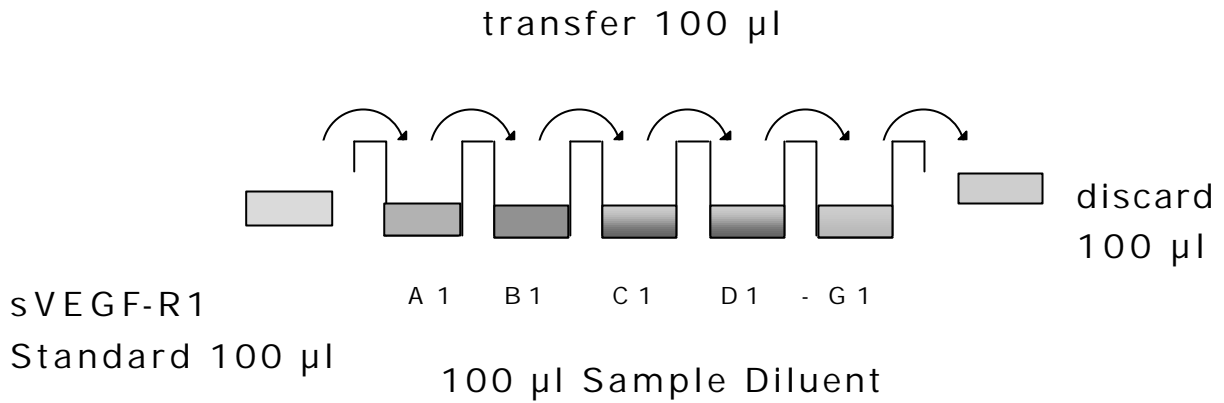 transfer 100 µl
discard
100 µl
A1 B1 C1 D1 - G1
sVEGF-R1
Standard 100 µl
100 µl Sample Diluent